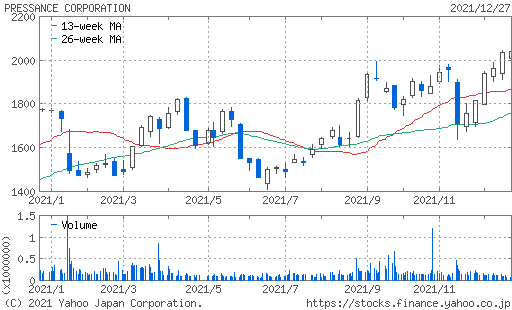 PRESSANCE CORPORATION 2021/12/27
2200
13-week MA
26-week MA
2000
1800
1600
1400
2021/1 2021/3 2021/5 2021/7 2021/9 2021/11
1.5
Volume
1
0.5
0
(x1000000)
2021/1 2021/3 2021/5 2021/7 2021/9 2021/11
(C) 2021 Yahoo Japan Corporation. https://stocks.finance.yahoo.co.jp